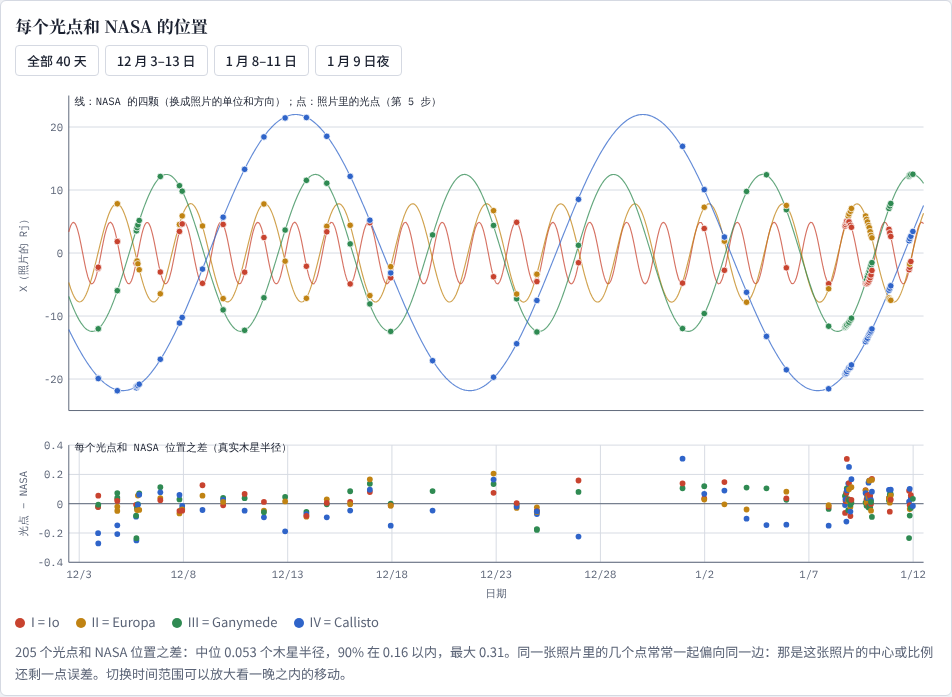 每个光点和 NASA 的位置
全部 40 天
12 月 3–13 日
1 月 8–11 日
1 月 9 日夜
线：NASA 的四颗（换成照片的单位和方向）；点：照片里的光点（第 5 步）
20
10
0
-10
-20
X（照片的 Rj）
每个光点和 NASA 位置之差（真实木星半径）
0.4
0.2
0
-0.2
-0.4
光点 − NASA
12/3
12/8
12/13
12/18
12/23
12/28
1/2
1/7
1/12
日期
I = Io
II = Europa
III = Ganymede
IV = Callisto
205 个光点和 NASA 位置之差：中位 0.053 个木星半径，90% 在 0.16 以内，最大 0.31。同一张照片里的几个点常常一起偏向同一边：那是这张照片的中心或比例
还剩一点误差。切换时间范围可以放大看一晚之内的移动。